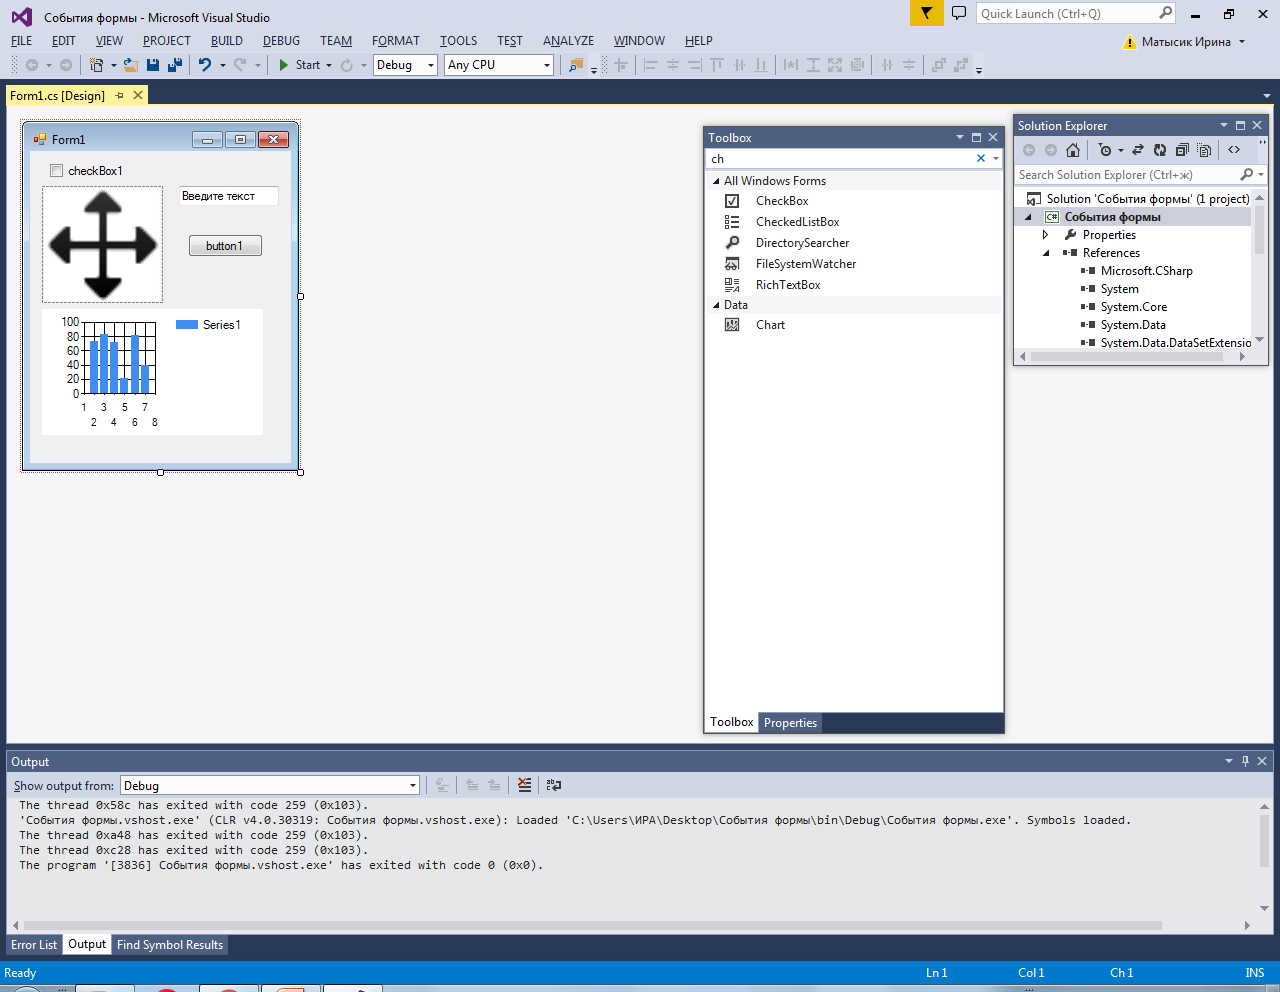 События формы - Microsoft Visual Studio
Quick Launch (Ctrl+Q)
FILE EDIT VIEW PROJECT BUILD DEBUG TEAM FORMAT TOOLS TEST ANALYZE WINDOW HELP
Матысик Ирина
Start Debug Any CPU
Form1.cs [Design]
Form1
checkBox1
Введите текст
button1
100
80
60
40
20
0
1 3 5 7
2 4 6 8
Series1
Toolbox
ch
All Windows Forms
CheckBox
CheckedListBox
DirectorySearcher
FileSystemWatcher
RichTextBox
Data
Chart
Toolbox Properties
Solution Explorer
Search Solution Explorer (Ctrl+ж)
Solution 'События формы' (1 project)
C# События формы
Properties
References
Microsoft.CSharp
System
System.Core
System.Data
System.Data.DataSetExtensio
Output
Show output from: Debug
The thread 0x58c has exited with code 259 (0x103).
'События формы.vshost.exe' (CLR v4.0.30319: События формы.vshost.exe): Loaded 'C:\Users\ИРА\Desktop\События формы\bin\Debug\События формы.exe'. Symbols loaded.
The thread 0xa48 has exited with code 259 (0x103).
The thread 0xc28 has exited with code 259 (0x103).
The program '[3836] События формы.vshost.exe' has exited with code 0 (0x0).
Error List Output Find Symbol Results
Ready Ln 1 Col 1 Ch 1 INS